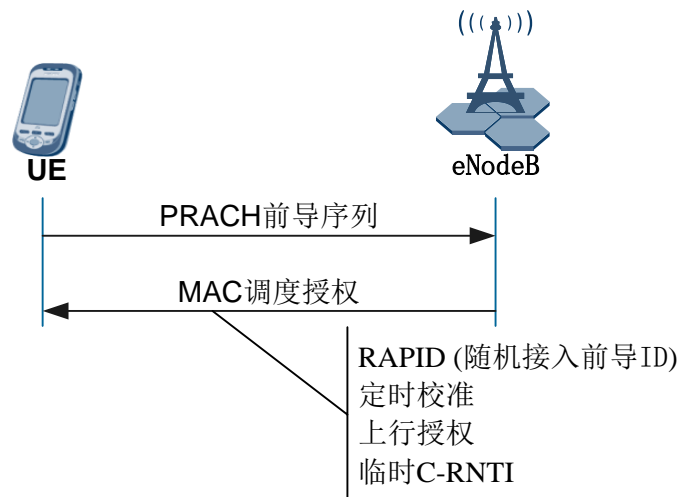 UE
eNodeB
PRACH前导序列
MAC调度授权
RAPID (随机接入前导ID)
定时校准
上行授权
临时C-RNTI